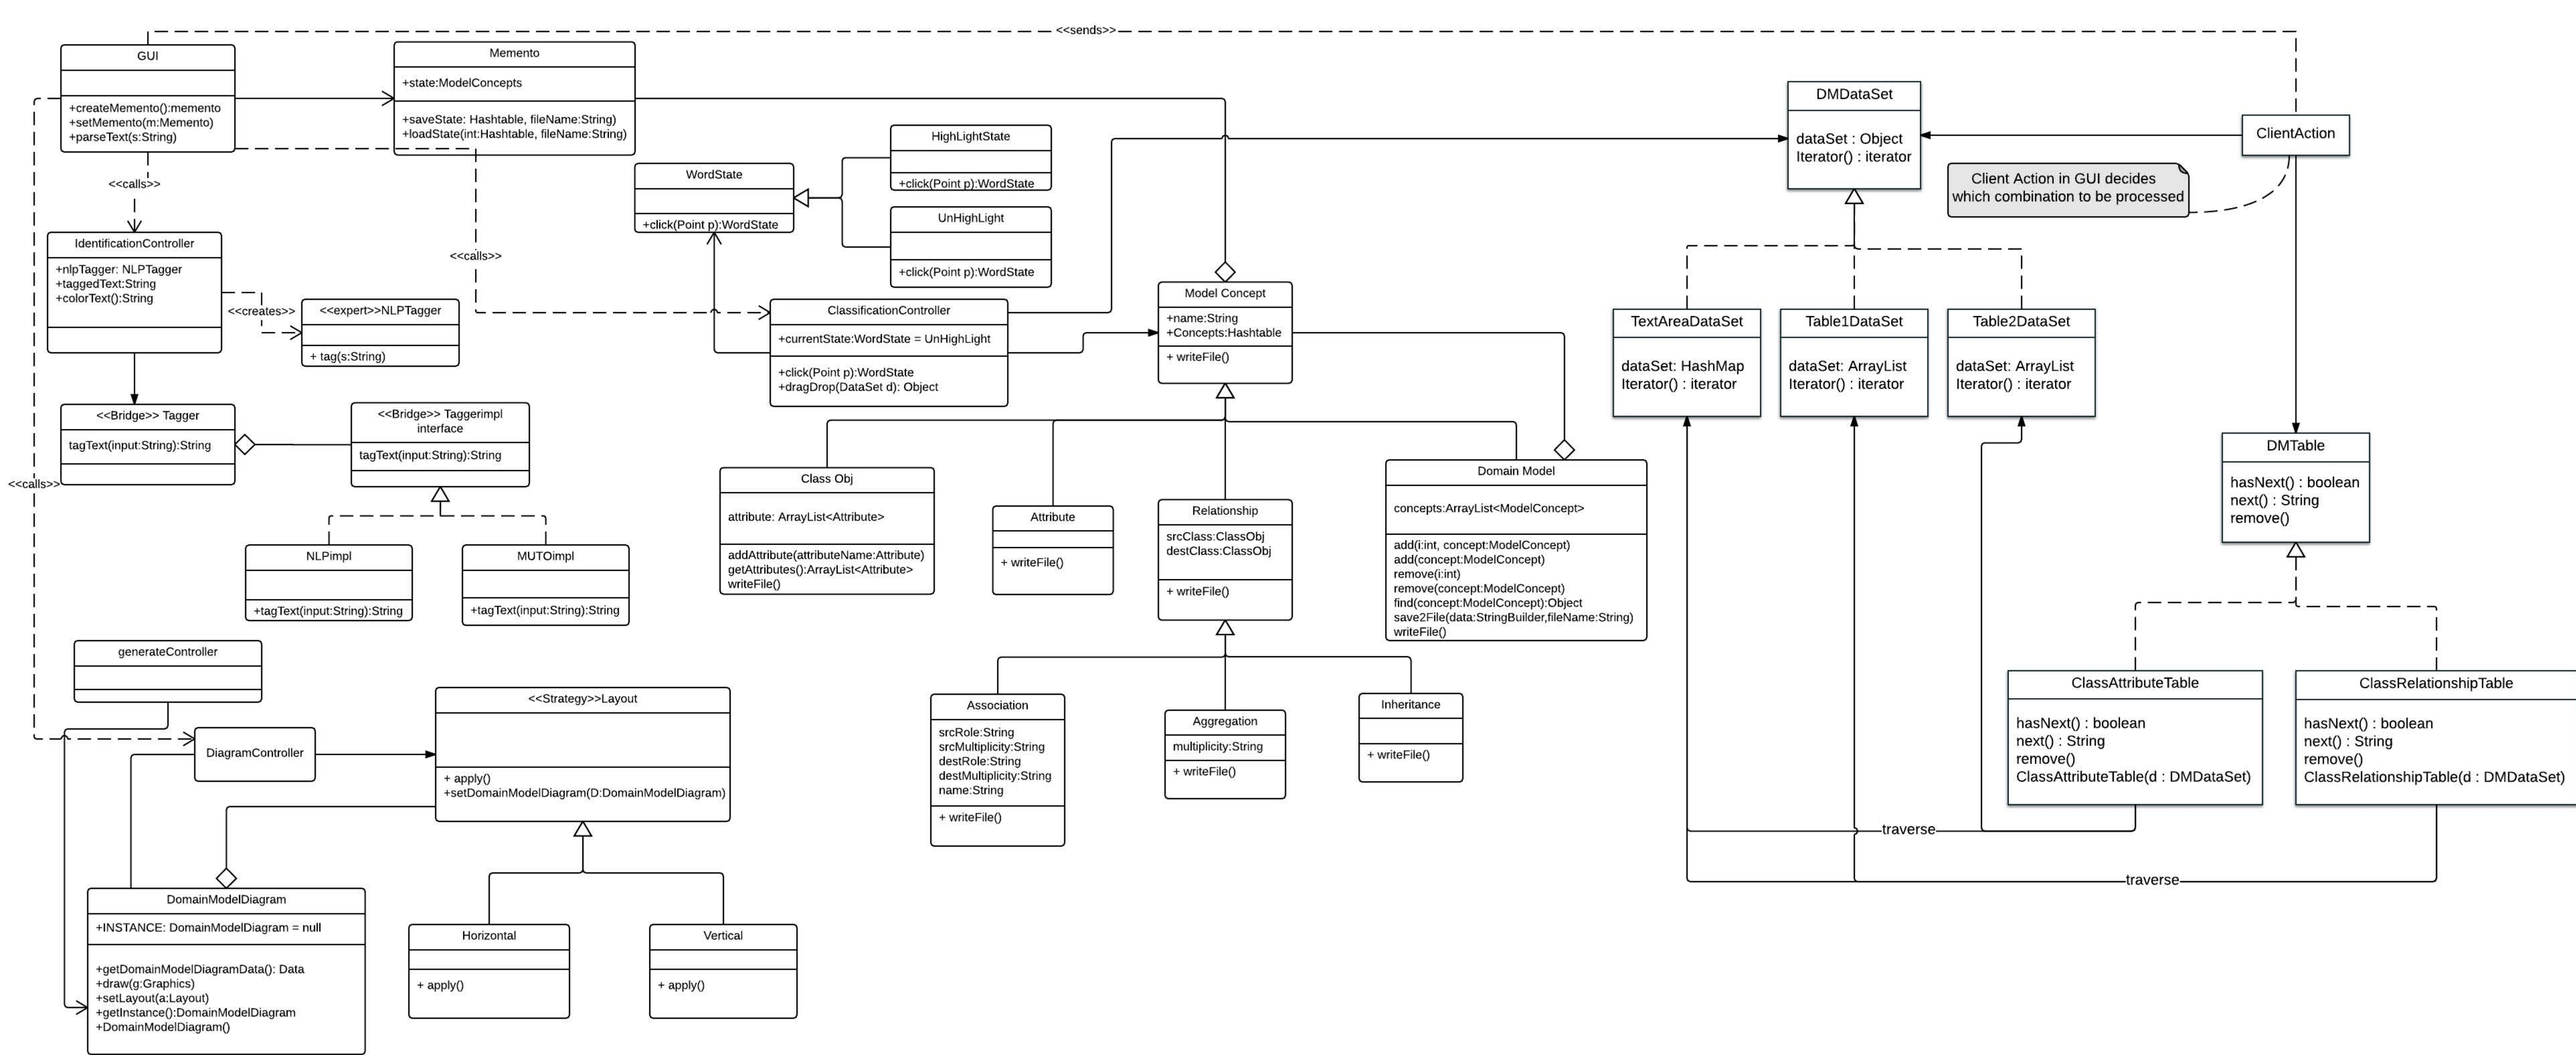 <<sends>>
GUI
+createMemento():memento
+setMemento(m:Memento)
+parseText(s:String)
Memento
+state:ModelConcepts
+saveState: Hashtable, fileName:String)
+loadState(int:Hashtable, fileName:String)
DMDataSet
dataSet : Object
Iterator() : iterator
ClientAction
Client Action in GUI decides
which combination to be processed
HighLightState
+click(Point p):WordState
WordState
+click(Point p):WordState
UnHighLight
+click(Point p):WordState
<<calls>>
<<calls>>
IdentificationController
+nlpTagger: NLPTagger
+taggedText:String
+colorText():String
<<creates>>
<<expert>>NLPTagger
+ tag(s:String)
ClassificationController
+currentState:WordState = UnHighLight
+click(Point p):WordState
+dragDrop(DataSet d): Object
Model Concept
+name:String
+Concepts:Hashtable
+ writeFile()
TextAreaDataSet
dataSet: HashMap
Iterator() : iterator
Table1DataSet
dataSet: ArrayList
Iterator() : iterator
Table2DataSet
dataSet: ArrayList
Iterator() : iterator
<<Bridge>> Tagger
tagText(input:String):String
<<Bridge>> Taggerimpl
interface
tagText(input:String):String
<<calls>>
NLPimpl
+tagText(input:String):String
MUTOimpl
+tagText(input:String):String
Class Obj
attribute: ArrayList<Attribute>
addAttribute(attributeName:Attribute)
getAttributes():ArrayList<Attribute>
writeFile()
Attribute
+ writeFile()
Relationship
srcClass:ClassObj
destClass:ClassObj
+ writeFile()
Domain Model
concepts:ArrayList<ModelConcept>
add(i:int, concept:ModelConcept)
add(concept:ModelConcept)
remove(i:int)
remove(concept:ModelConcept)
find(concept:ModelConcept):Object
save2File(data:StringBuilder,fileName:String)
writeFile()
DMTable
hasNext() : boolean
next() : String
remove()
generateController
DiagramController
<<Strategy>>Layout
+ apply()
+setDomainModelDiagram(D:DomainModelDiagram)
Association
srcRole:String
srcMultiplicity:String
destRole:String
destMultiplicity:String
name:String
+ writeFile()
Aggregation
multiplicity:String
+ writeFile()
Inheritance
+ writeFile()
ClassAttributeTable
hasNext() : boolean
next() : String
remove()
ClassAttributeTable(d : DMDataSet)
ClassRelationshipTable
hasNext() : boolean
next() : String
remove()
ClassRelationshipTable(d : DMDataSet)
traverse
traverse
DomainModelDiagram
+INSTANCE: DomainModelDiagram = null
+getDomainModelDiagramData(): Data
+draw(g:Graphics)
+setLayout(a:Layout)
+getInstance():DomainModelDiagram
+DomainModelDiagram()
Horizontal
+ apply()
Vertical
+ apply()